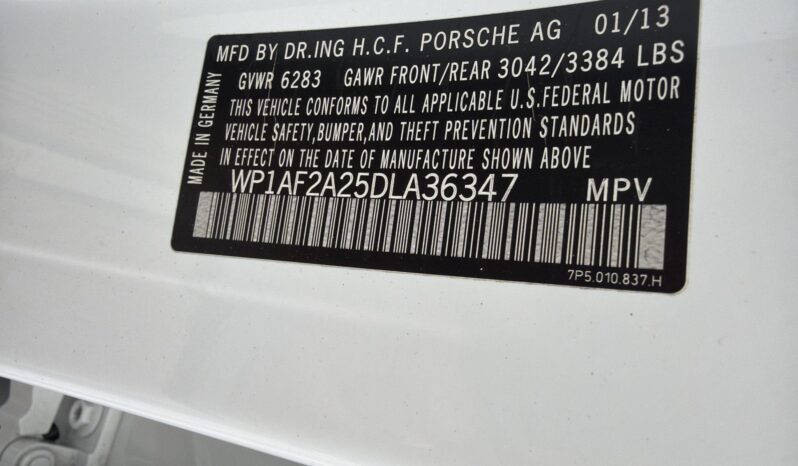 MFD BY DR.ING H.C.F. PORSCHE AG 01/13
GVWR 6283 GAWR FRONT/REAR 3042/3384 LBS
THIS VEHICLE CONFORMS TO ALL APPLICABLE U.S.FEDERAL MOTOR
VEHICLE SAFETY,BUMPER,AND THEFT PREVENTION STANDARDS
IN EFFECT ON THE DATE OF MANUFACTURE SHOWN ABOVE.
WP1AF2A25DLA36347 MPV
7P5.010.837.H
MADE IN GERMANY